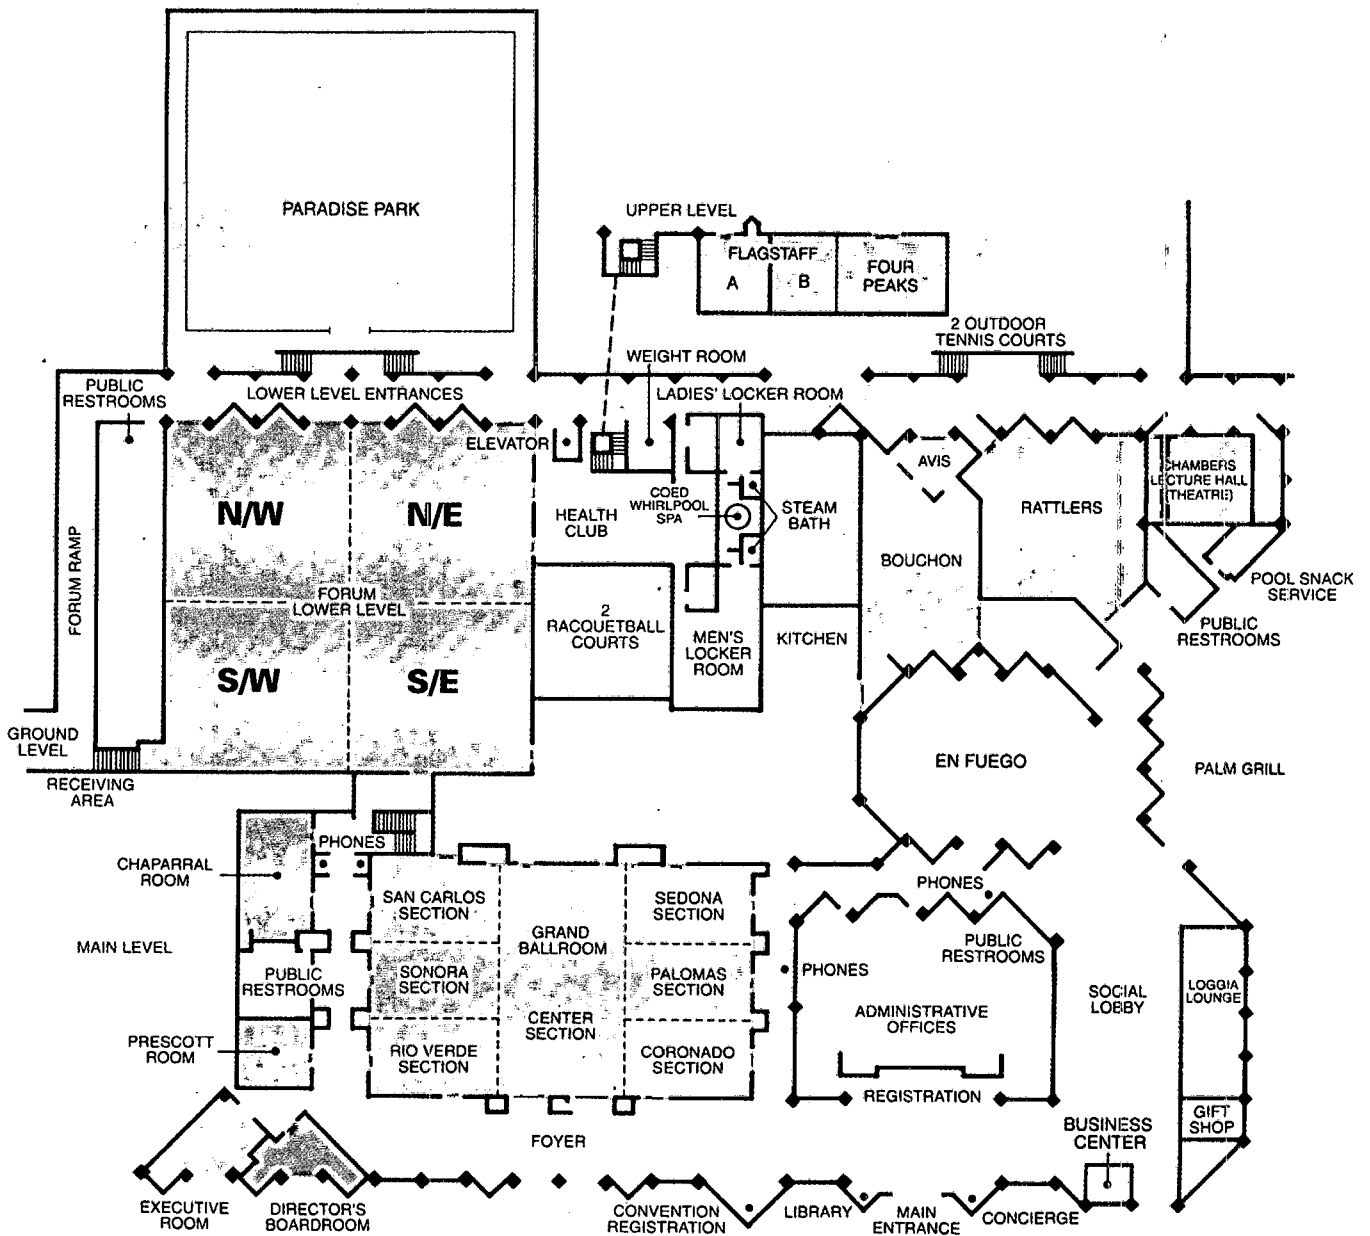 PARADISE PARK
UPPER LEVEL
FLAGSTAFF
A
B
FOUR
PEAKS
2 OUTDOOR
TENNIS COURTS
WEIGHT ROOM
PUBLIC
RESTROOMS
LOWER LEVEL ENTRANCES
LADIES' LOCKER ROOM
ELEVATOR
AVIS
CHAMBERS
LECTURE HALL
(THEATRE)
N/W
N/E
COED
WHIRLPOOL
SPA
STEAM
BATH
RATTLERS
HEALTH
CLUB
BOUCHON
FORUM RAMP
FORUM
LOWER LEVEL
POOL SNACK
SERVICE
2
RACQUETBALL
COURTS
MEN'S
LOCKER
ROOM
KITCHEN
PUBLIC
RESTROOMS
S/W
S/E
GROUND
LEVEL
EN FUEGO
PALM GRILL
RECEIVING
AREA
PHONES
CHAPARRAL
ROOM
SAN CARLOS
SECTION
SEDONA
SECTION
PHONES
GRAND
BALLROOM
MAIN LEVEL
PUBLIC
RESTROOMS
PUBLIC
RESTROOMS
SONORA
SECTION
PALOMAS
SECTION
PHONES
SOCIAL
LOBBY
LOGGIA
LOUNGE
CENTER
SECTION
ADMINISTRATIVE
OFFICES
PRESCOTT
ROOM
RIO VERDE
SECTION
CORONADO
SECTION
REGISTRATION
GIFT
SHOP
BUSINESS
CENTER
FOYER
EXECUTIVE
ROOM
DIRECTOR'S
BOARDROOM
CONVENTION
REGISTRATION
LIBRARY
MAIN
ENTRANCE
CONCIERGE